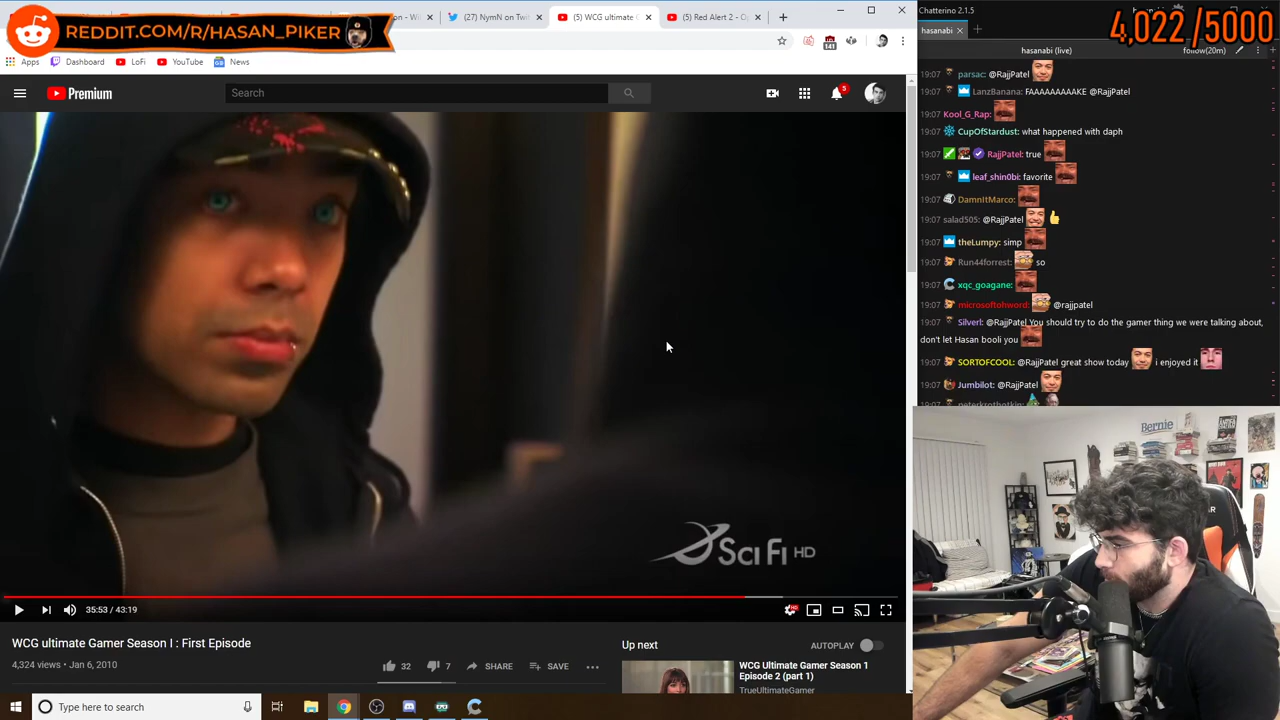 REDDIT.COM/R/HASAN_PIKER
(27) NymN on Twit
(5) WCG ultimate G
(5) Red Alert 2 - Op
Chatterino 2.1.5
4,022/5000
hasanabi
hasanabi (live)
follow(20m)
141
Apps
Dashboard
LoFi
YouTube
News
Premium
Search
5
19:07 parsac: @RajjPatel
19:07 LanzBanana: FAAAAAAAAAKE @RajjPatel
Kool_G_Rap:
19:07 CupOfStardust: what happened with daph
19:07 RajjPatel: true
19:07 leaf_shin0bi: favorite
19:07 DamnItMarco:
19:07 salad505: @RajjPatel
19:07 theLumpy: simp
19:07 Run44forrest: so
19:07 xqc_goagane:
19:07 microsoftohword: @rajjpatel
19:07 Silverl: @RajjPatel You should try to do the gamer thing we were talking about,
don't let Hasan booli you
19:07 SORTOFCOOL: @RajjPatel great show today i enjoyed it
19:07 Jumbilot: @RajjPatel
Bernie
SCI FI HD
35:53 / 43:19
WCG ultimate Gamer Season I : First Episode
4,324 views • Jan 6, 2010
32
7
SHARE
SAVE
Up next
AUTOPLAY
WCG Ultimate Gamer Season 1
Episode 2 (part 1)
TrueUltimateGamer
Type here to search